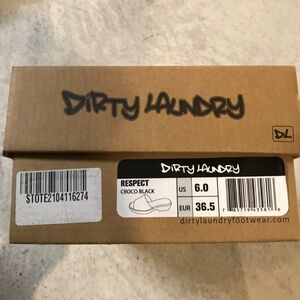 DIRTY LAUNDRY
DL
DIRTY LAUNDRY
RESPECT
CROCO BLACK
US 6.0
EUR 36.5
STOTE2104116274
dirtylaundryfootwear.com